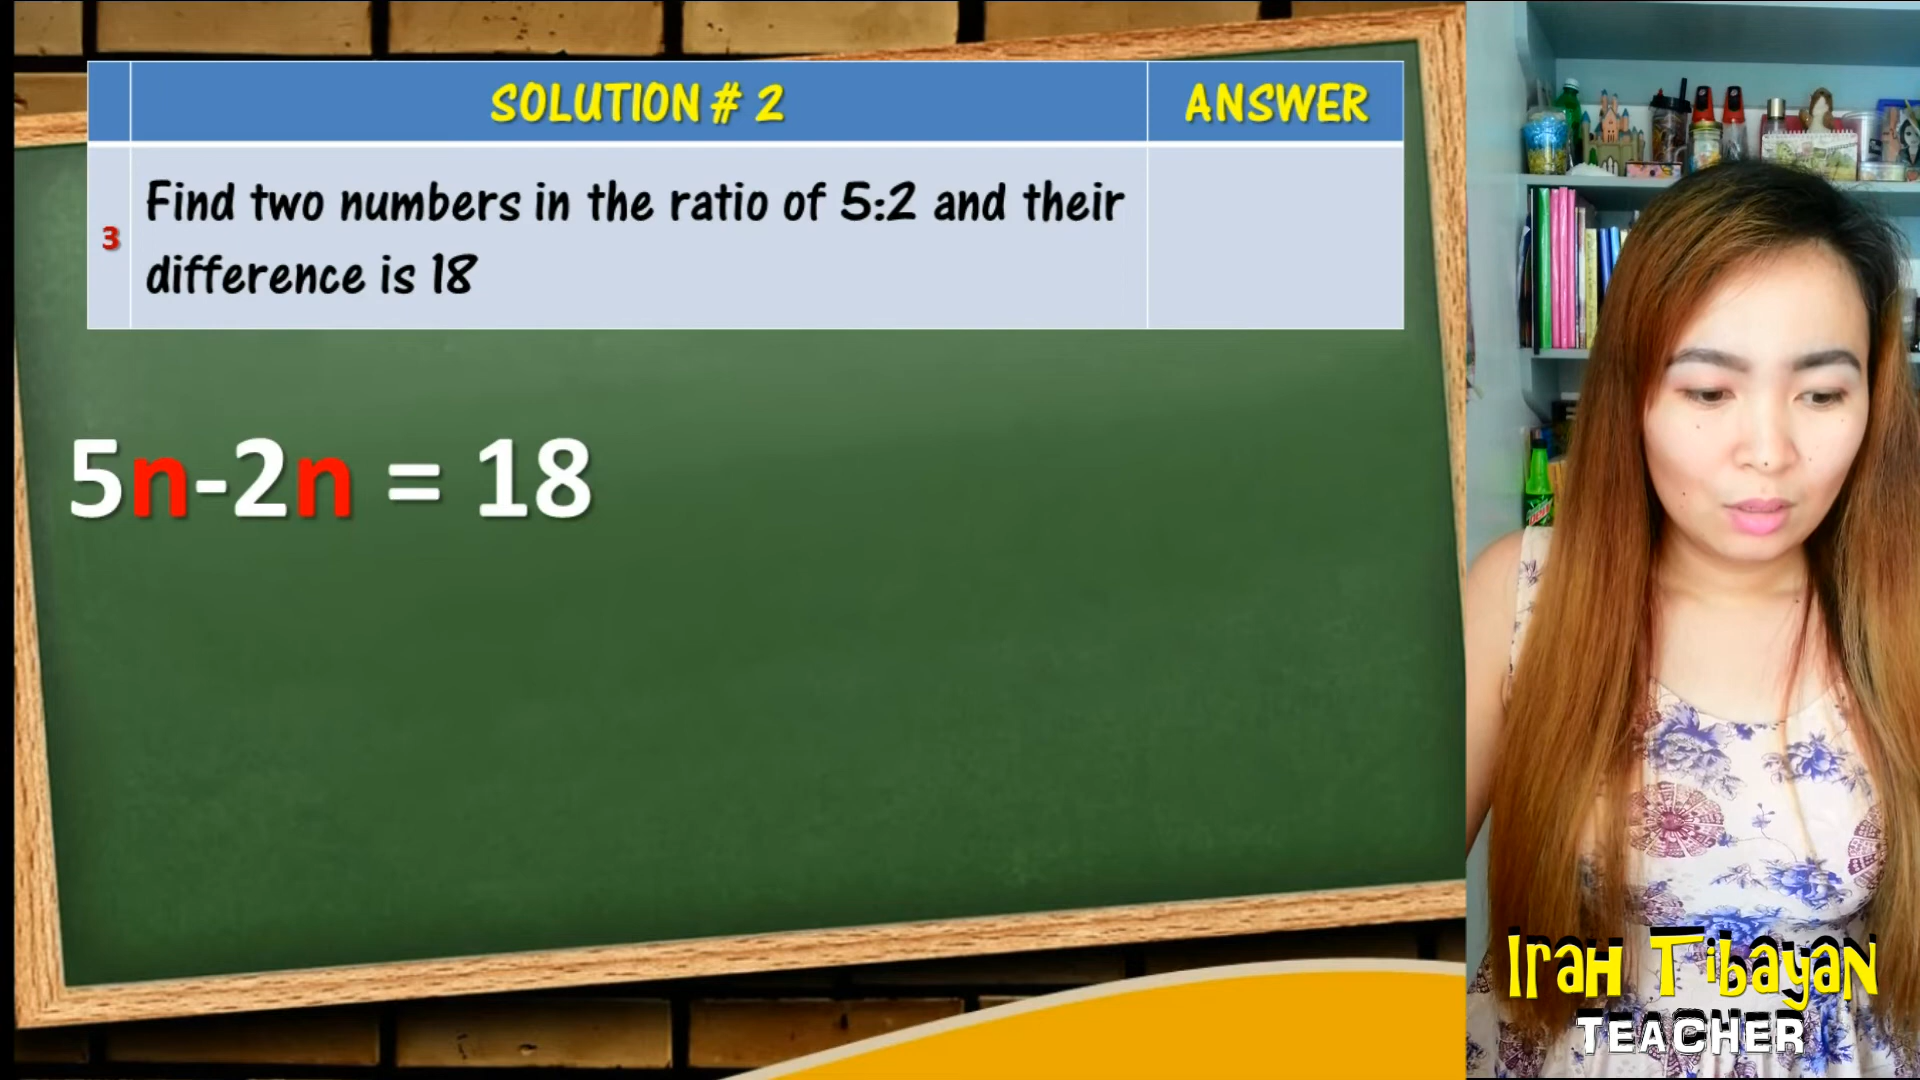 SOLUTION # 2
ANSWER
3
Find two numbers in the ratio of 5:2 and their
difference is 18
5n-2n = 18
Irah Tibayan
TEACHER